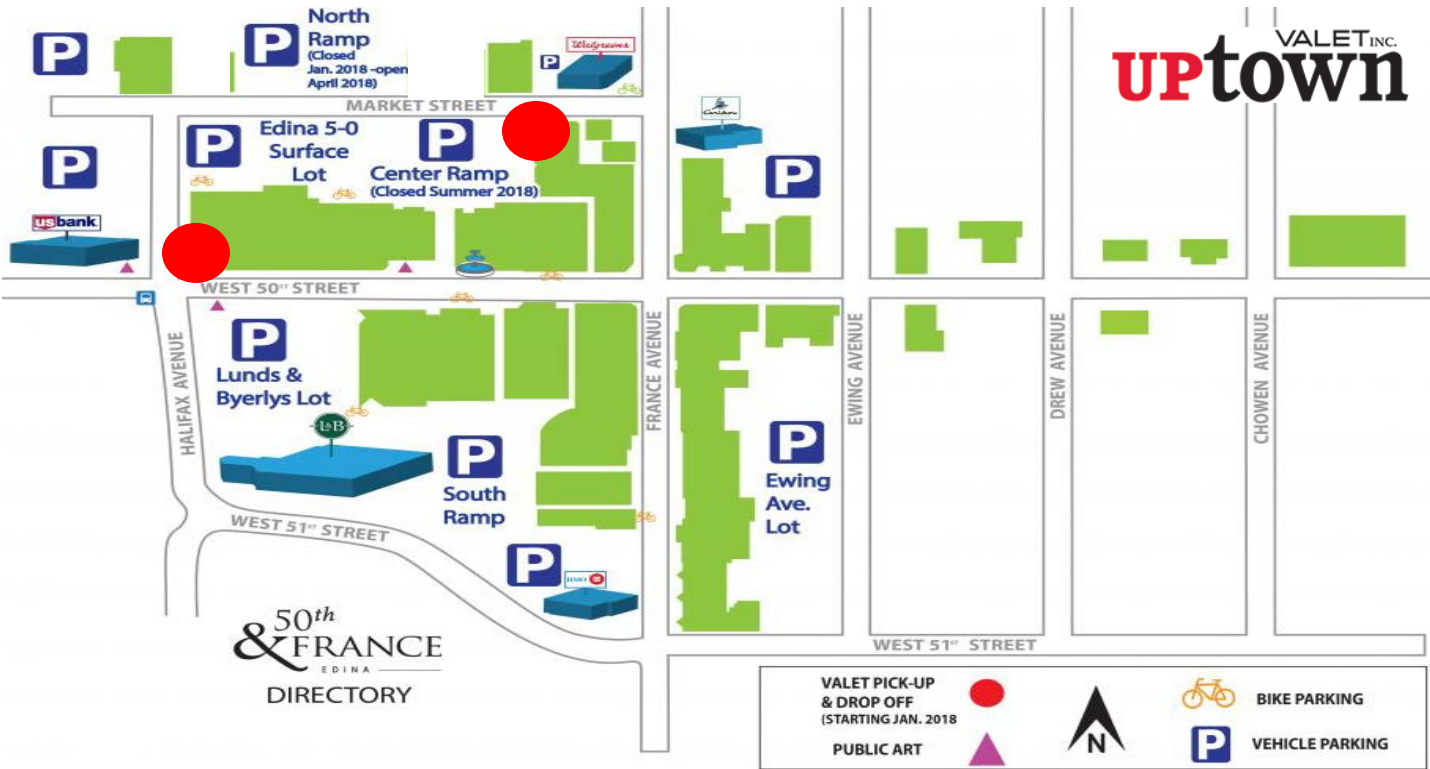 P
P
North
Ramp
(Closed
Jan. 2018 -open
April 2018)
P
Walgreens
VALET INC.
UPtown
MARKET STREET
Caribou
P
P
Edina 5-0
Surface
Lot
P
Center Ramp
(Closed Summer 2018)
P
usbank
WEST 50ST STREET
HALIFAX AVENUE
P
Lunds &
Byerlys Lot
L&B
FRANCE AVENUE
EWING AVENUE
DREW AVENUE
CHOWEN AVENUE
P
South
Ramp
P
Ewing
Ave.
Lot
WEST 51ST STREET
P
BMO
50th
& FRANCE
EDINA
DIRECTORY
WEST 51ST STREET
VALET PICK-UP
& DROP OFF
(STARTING JAN. 2018
PUBLIC ART
N
BIKE PARKING
P
VEHICLE PARKING